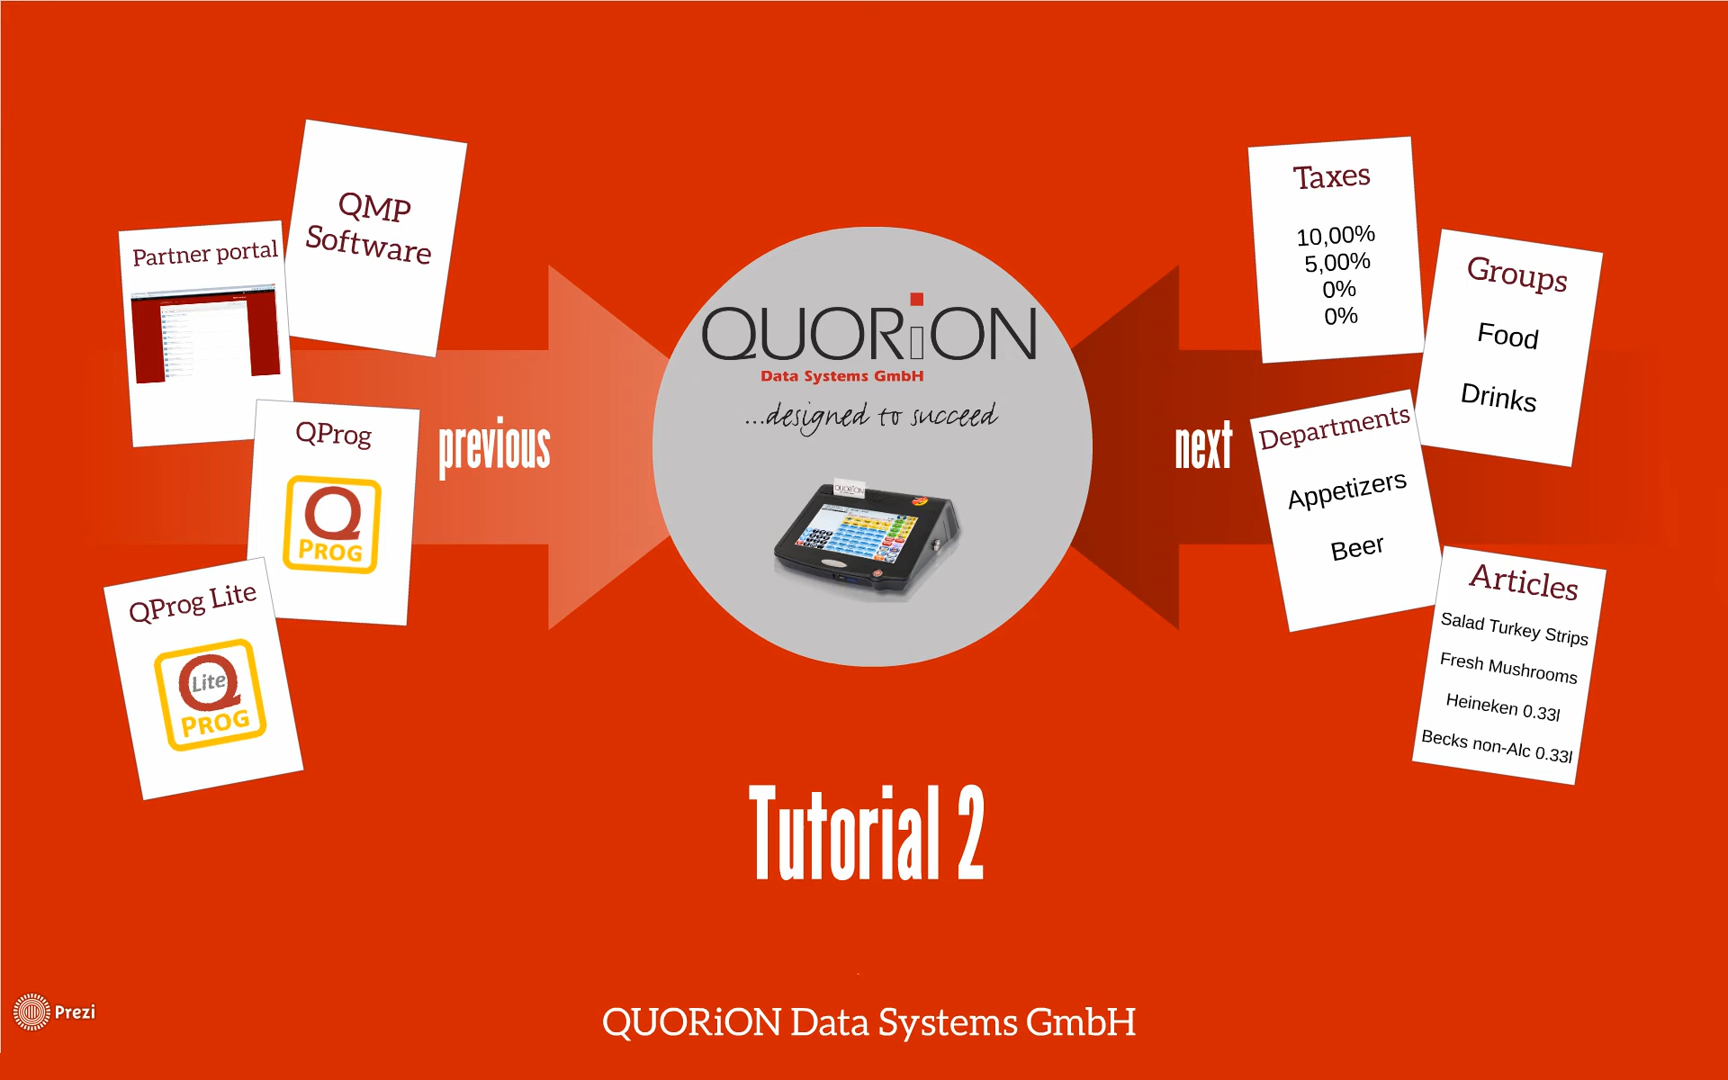 QMP
Software
Partner portal
QProg
Q
PROG
QProg Lite
Lite
PROG
previous
QUORiON
Data Systems GmbH
...designed to succeed
QUORiON
next
Taxes
10,00%
5,00%
0%
0%
Groups
Food
Drinks
Departments
Appetizers
Beer
Articles
Salad Turkey Strips
Fresh Mushrooms
Heineken 0.33l
Becks non-Alc 0.33l
Tutorial 2
Prezi
QUORiON Data Systems GmbH